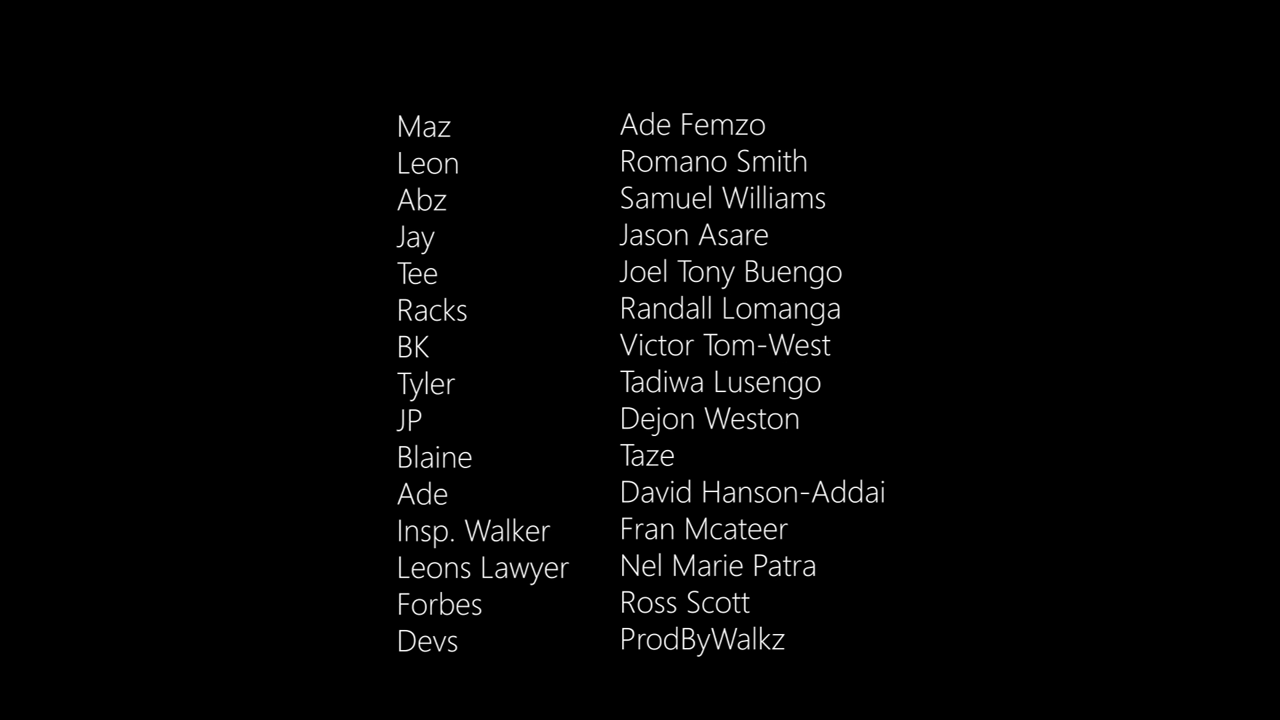 Maz Ade Femzo
Leon Romano Smith
Abz Samuel Williams
Jay Jason Asare
Tee Joel Tony Buengo
Racks Randall Lomanga
BK Victor Tom-West
Tyler Tadiwa Lusengo
JP Dejon Weston
Blaine Taze
Ade David Hanson-Addai
Insp. Walker Fran Mcateer
Leons Lawyer Nel Marie Patra
Forbes Ross Scott
Devs ProdByWalkz